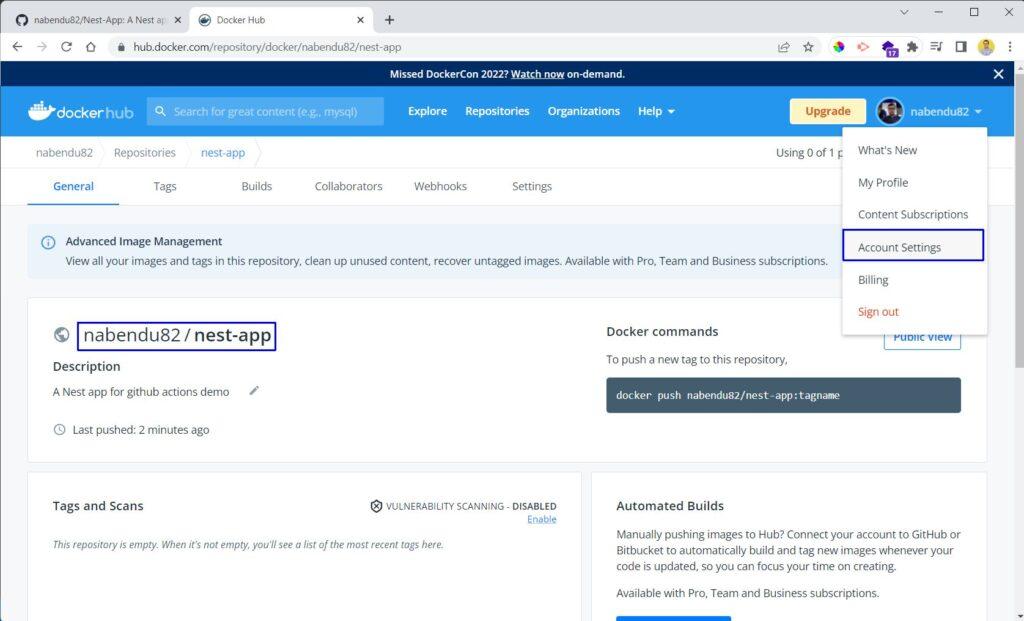 nabendu82/Nest-App: A Nest ap
Docker Hub
hub.docker.com/repository/docker/nabendu82/nest-app
17
Missed DockerCon 2022? Watch now on-demand.
dockerhub
Search for great content (e.g., mysql)
Explore
Repositories
Organizations
Help
Upgrade
nabendu82
nabendu82
Repositories
nest-app
Using 0 of 1 p
What's New
My Profile
Content Subscriptions
Account Settings
Billing
Sign out
General
Tags
Builds
Collaborators
Webhooks
Settings
Advanced Image Management
View all your images and tags in this repository, clean up unused content, recover untagged images. Available with Pro, Team and Business subscriptions.
nabendu82 / nest-app
Description
A Nest app for github actions demo
Last pushed: 2 minutes ago
Docker commands
Public View
To push a new tag to this repository,
docker push nabendu82/nest-app:tagname
Tags and Scans
VULNERABILITY SCANNING - DISABLED
Enable
This repository is empty. When it's not empty, you'll see a list of the most recent tags here.
Automated Builds
Manually pushing images to Hub? Connect your account to GitHub or
Bitbucket to automatically build and tag new images whenever your
code is updated, so you can focus your time on creating.
Available with Pro, Team and Business subscriptions.